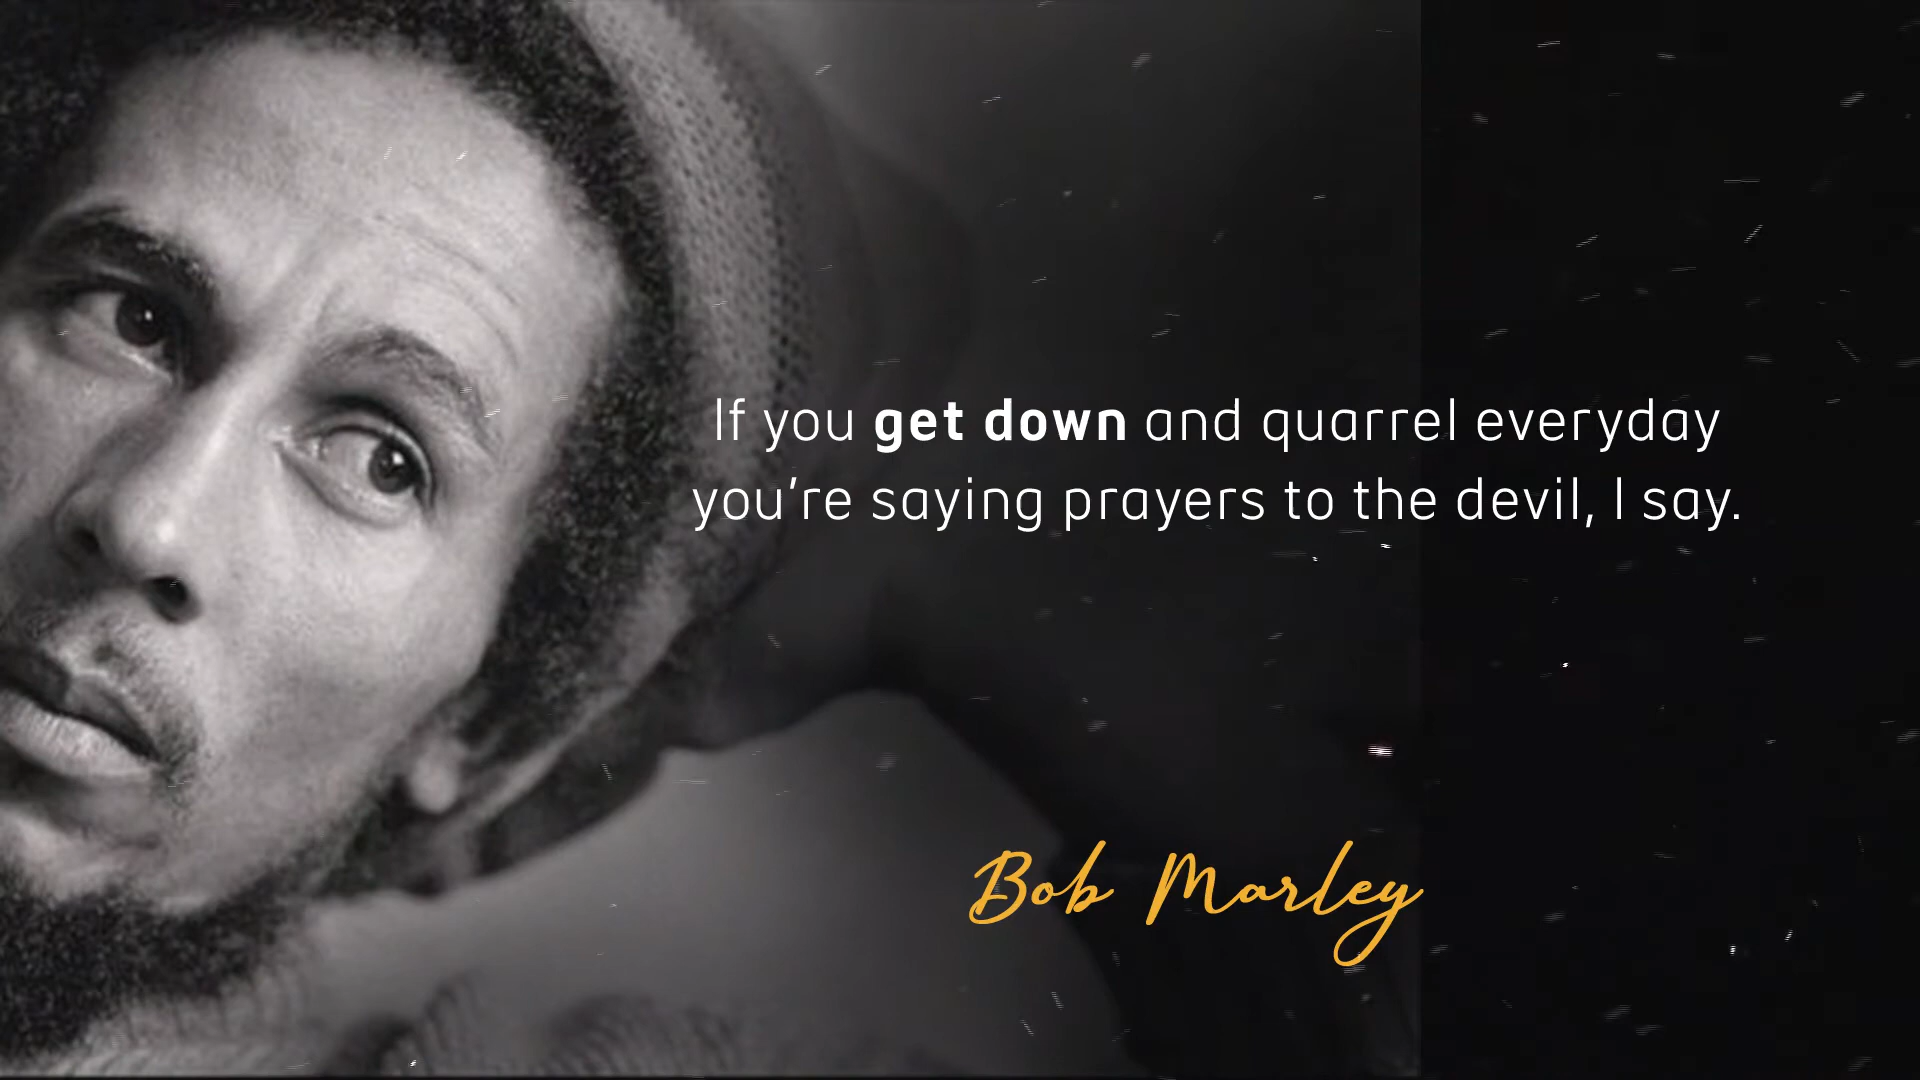 If you get down and quarrel everyday
you’re saying prayers to the devil, I say.
Bob Marley